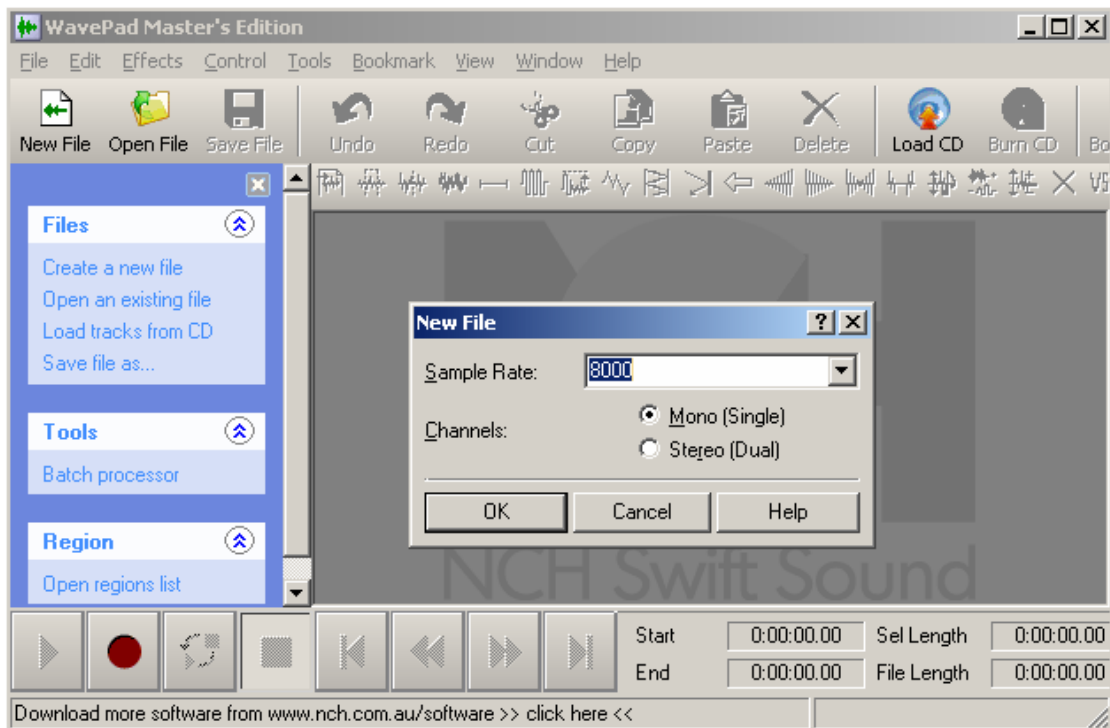 WavePad Master's Edition
File Edit Effects Control Tools Bookmark View Window Help
New File Open File Save File Undo Redo Cut Copy Paste Delete Load CD Burn CD Bo
Files
Create a new file
Open an existing file
Load tracks from CD
Save file as...
Tools
Batch processor
Region
Open regions list
New File
Sample Rate: 8000
Channels: Mono (Single)
Stereo (Dual)
OK Cancel Help
NCH Swift Sound
Start 0:00:00.00 Sel Length 0:00:00.00
End 0:00:00.00 File Length 0:00:00.00
Download more software from www.nch.com.au/software >> click here <<